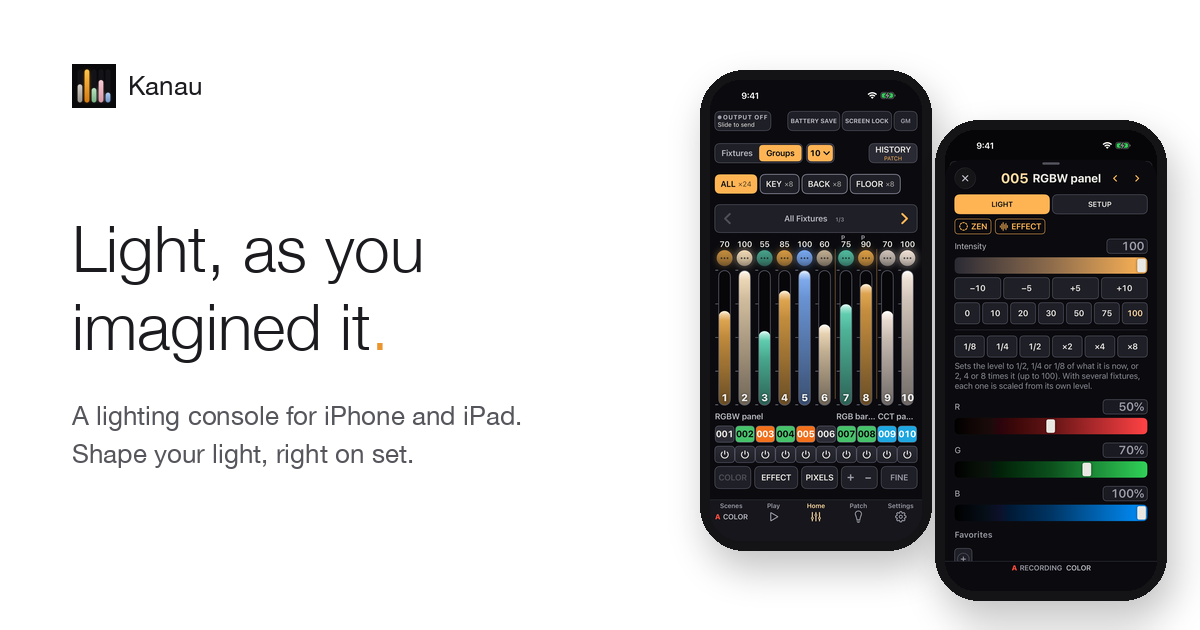 Kanau
Light, as you
imagined it.
A lighting console for iPhone and iPad.
Shape your light, right on set.
9:41
OUTPUT OFF
Slide to send
BATTERY SAVE
SCREEN LOCK
GM
Fixtures
Groups
10
HISTORY
PATCH
ALL ×24
KEY ×8
BACK ×8
FLOOR ×8
All Fixtures 1/3
P P
70 100 55 85 100 60 75 90 70 100
1 2 3 4 5 6 7 8 9 10
RGBW panel RGB bar... CCT pa...
001 002 003 004 005 006 007 008 009 010
COLOR EFFECT PIXELS + − FINE
Scenes Play Home Patch Settings
A COLOR
9:41
005 RGBW panel
LIGHT SETUP
ZEN EFFECT
Intensity 100
−10 −5 +5 +10
0 10 20 30 50 75 100
1/8 1/4 1/2 ×2 ×4 ×8
Sets the level to 1/2, 1/4 or 1/8 of what it is now, or
2, 4 or 8 times it (up to 100). With several fixtures,
each one is scaled from its own level.
R 50%
G 70%
B 100%
Favorites
+
A RECORDING COLOR